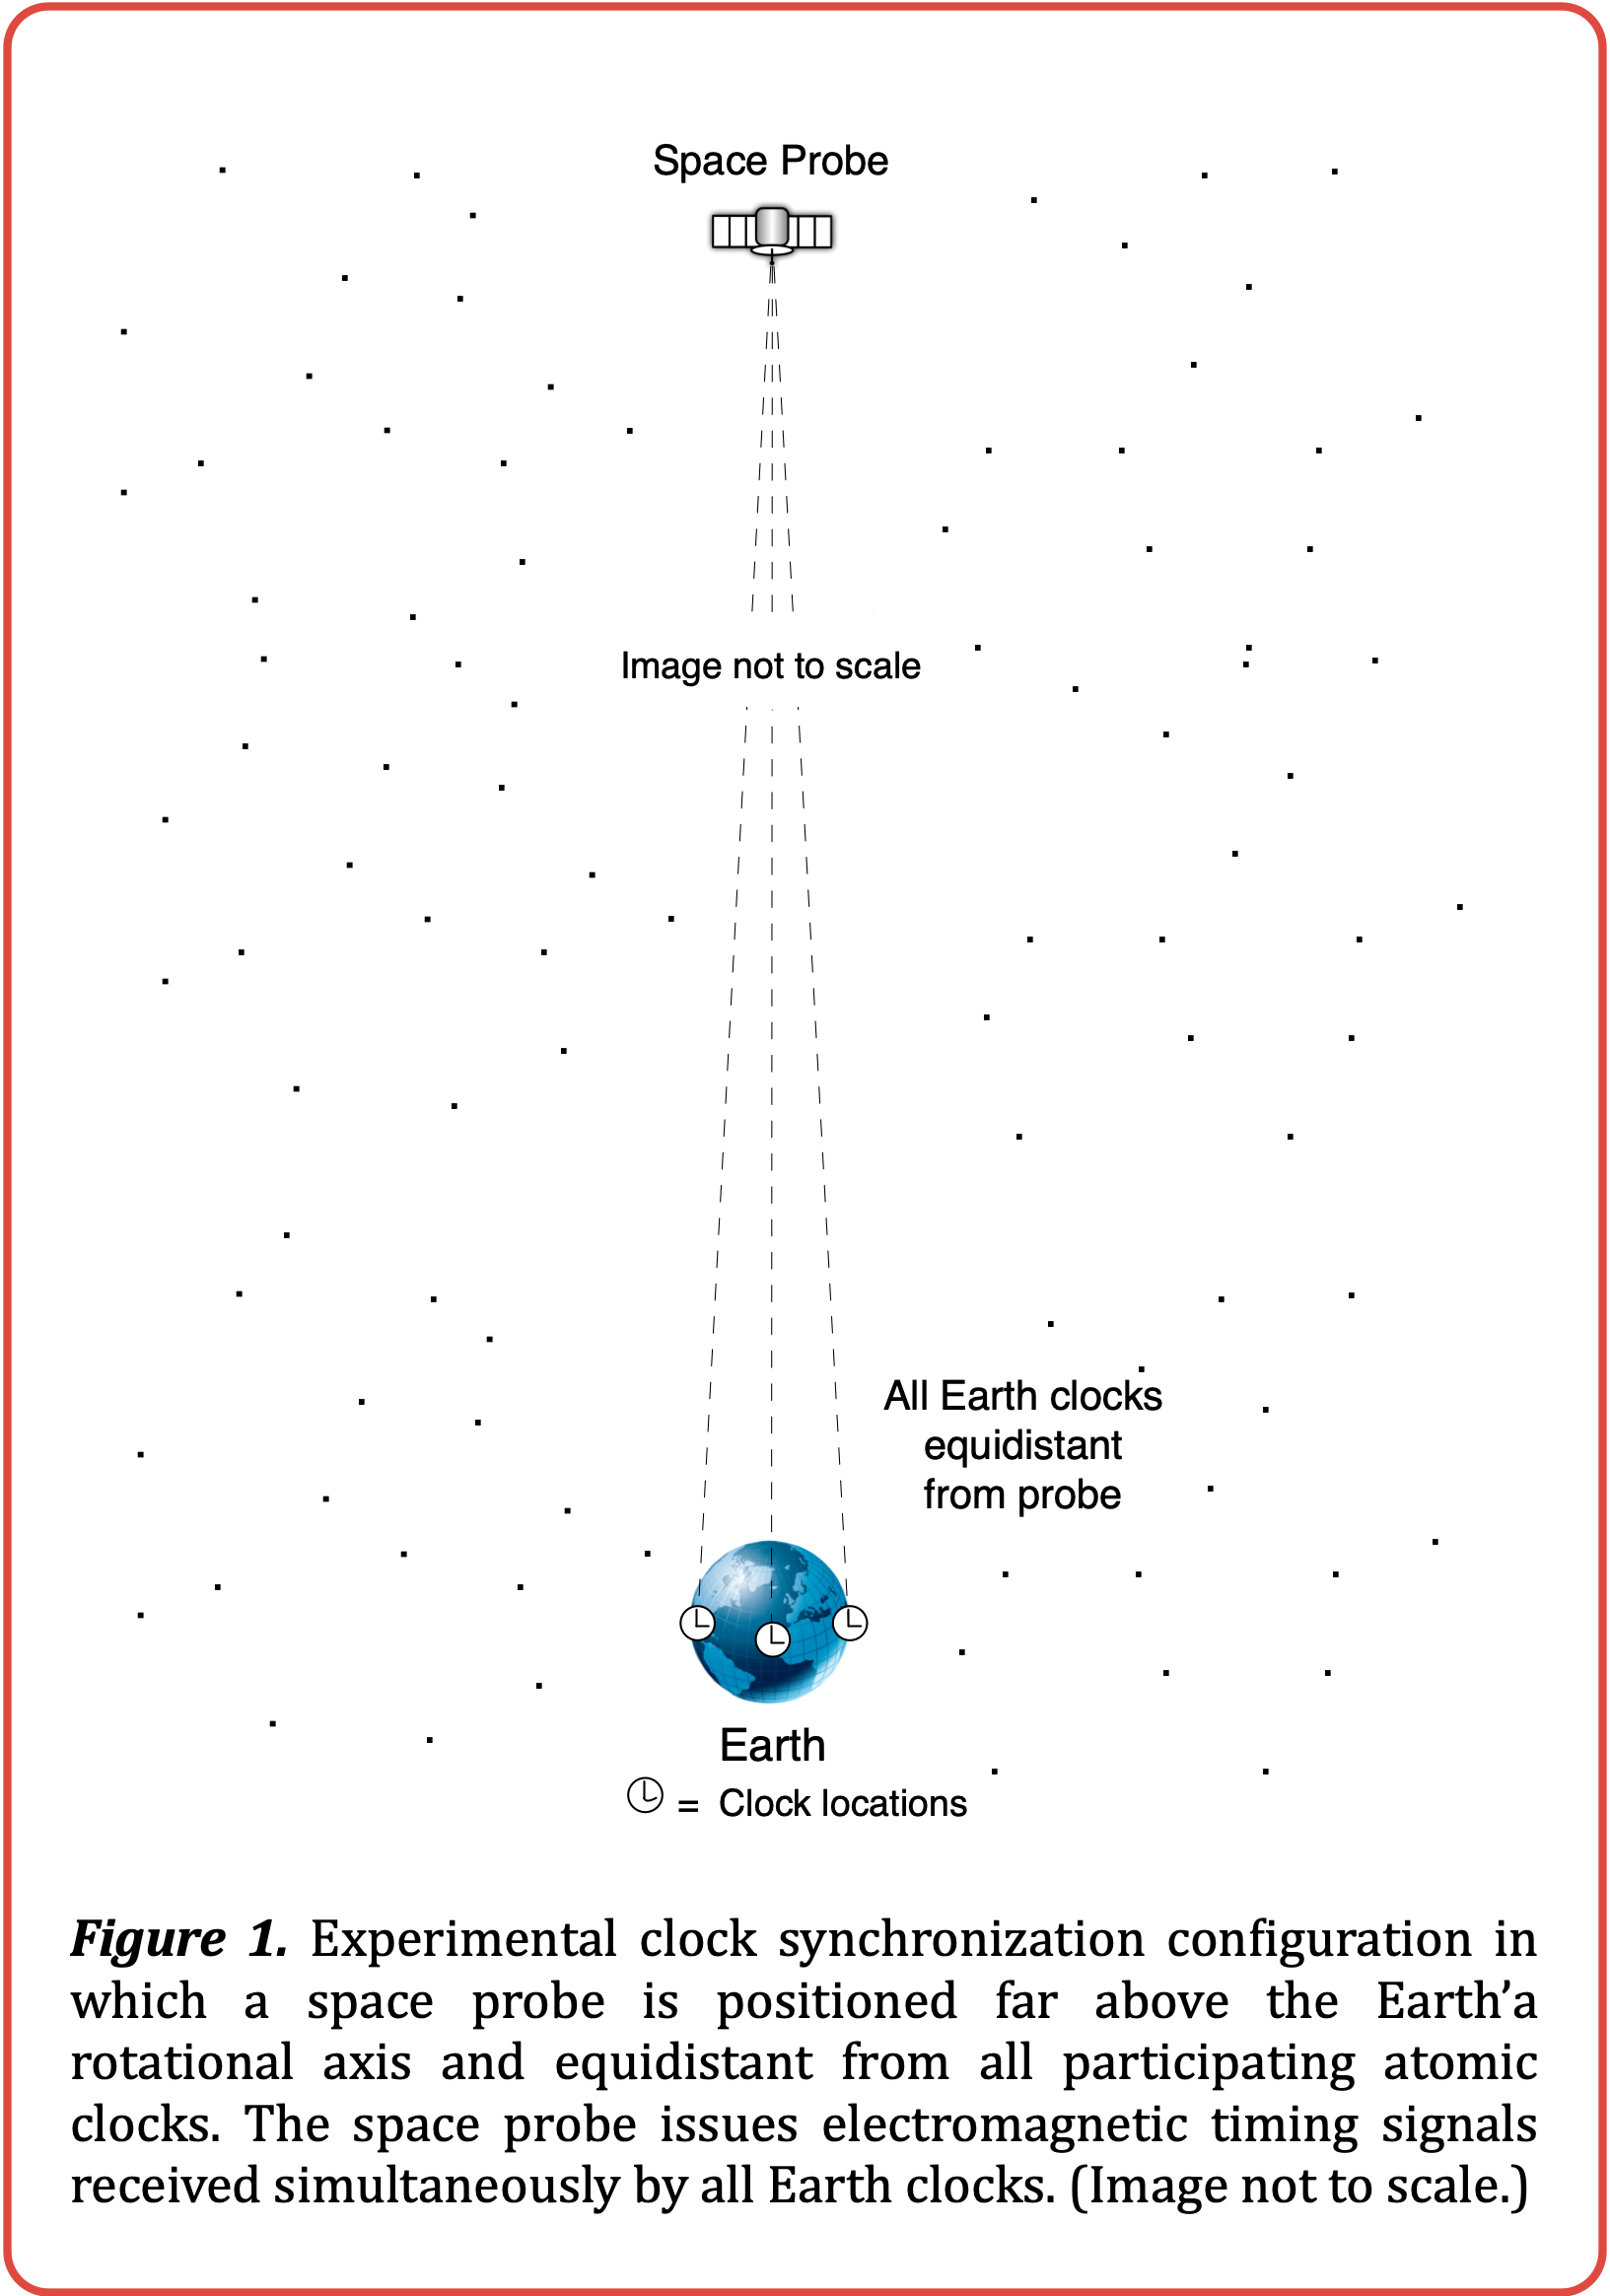 Space Probe
Image not to scale
All Earth clocks
equidistant
from probe
Earth
= Clock locations
Figure 1. Experimental clock synchronization configuration in
which a space probe is positioned far above the Earth’a
rotational axis and equidistant from all participating atomic
clocks. The space probe issues electromagnetic timing signals
received simultaneously by all Earth clocks. (Image not to scale.)